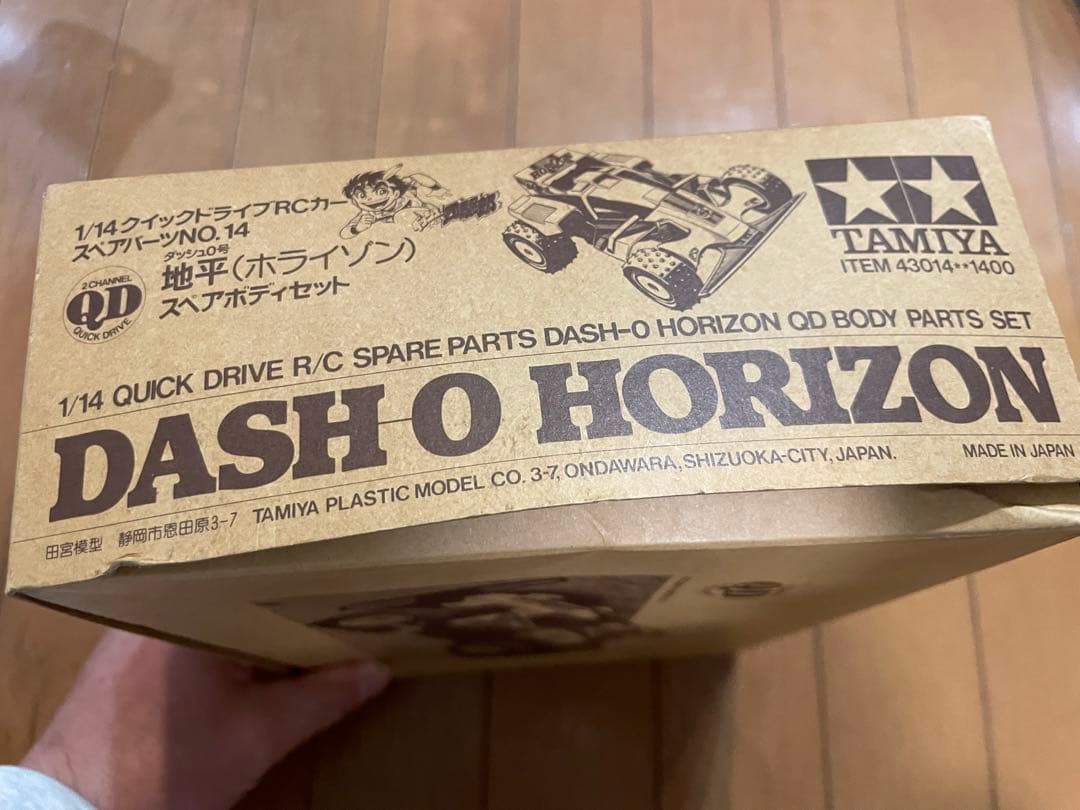 1/14 クイックドライブRCカー
スペアパーツNO.14
ダッシュ0号
地平(ホライゾン)
スペアボディセット
2 CHANNEL
QD
QUICK DRIVE
TAMIYA
ITEM 43014**1400
1/14 QUICK DRIVE R/C SPARE PARTS DASH-0 HORIZON QD BODY PARTS SET
DASH-0 HORIZON
田宮模型 静岡市恩田原3-7 TAMIYA PLASTIC MODEL CO. 3-7, ONDAWARA, SHIZUOKA-CITY, JAPAN.
MADE IN JAPAN